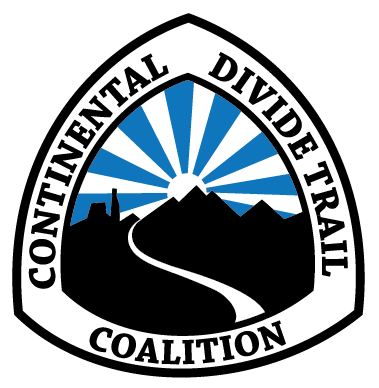 CONTINENTAL DIVIDE TRAIL
COALITION